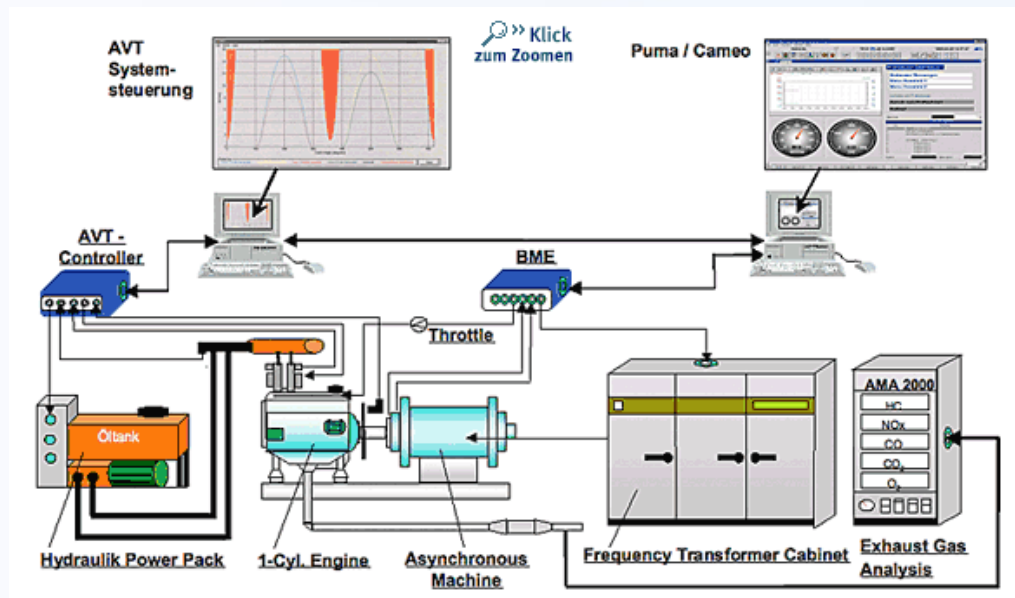 AVT
System-
steuerung
Klick
zum Zoomen
Puma / Cameo
AVT -
Controller
BME
Throttle
Öltank
AMA 2000
HC
NOx
CO
CO₂
O₂
Hydraulik Power Pack
1-Cyl. Engine
Asynchronous
Machine
Frequency Transformer Cabinet
Exhaust Gas
Analysis